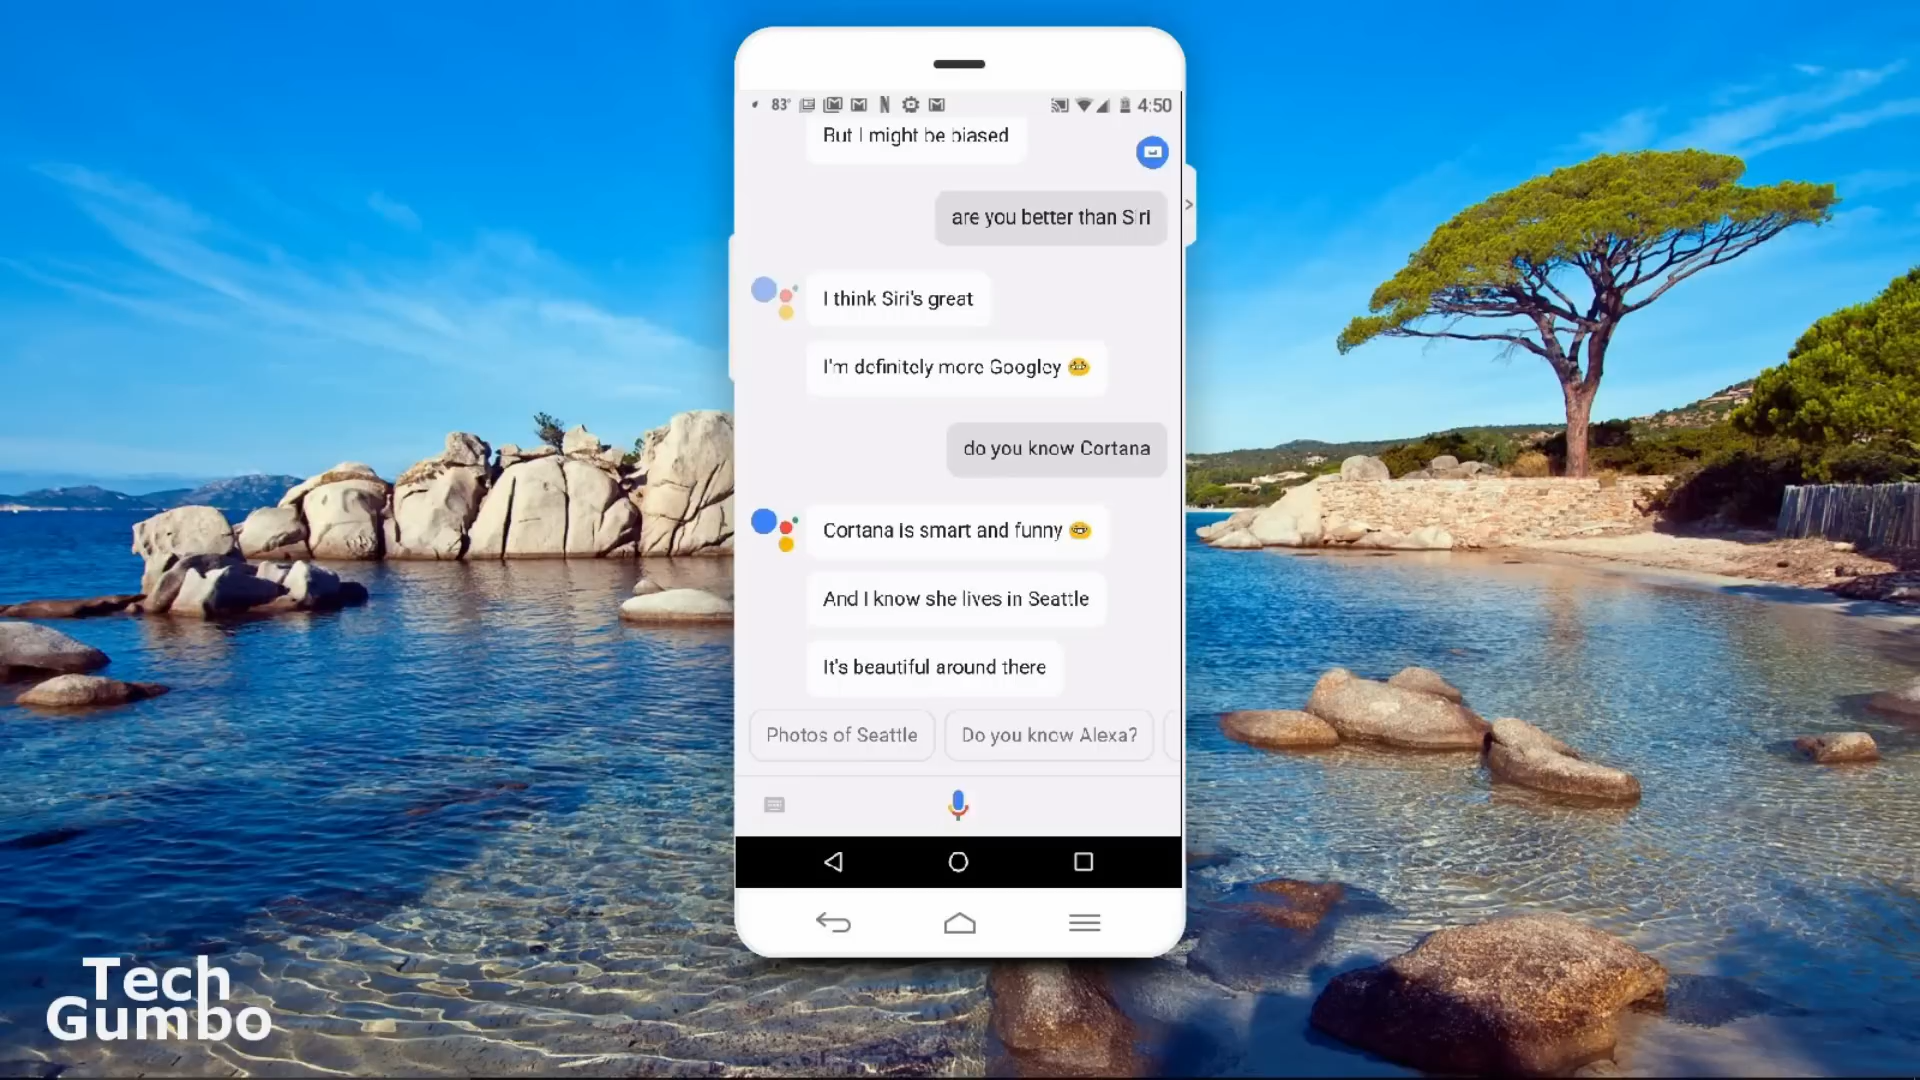 83°
4:50
But I might be biased
are you better than Siri
I think Siri's great
I'm definitely more Googley
do you know Cortana
Cortana is smart and funny
And I know she lives in Seattle
It's beautiful around there
Photos of Seattle
Do you know Alexa?
Tech
Gumbo